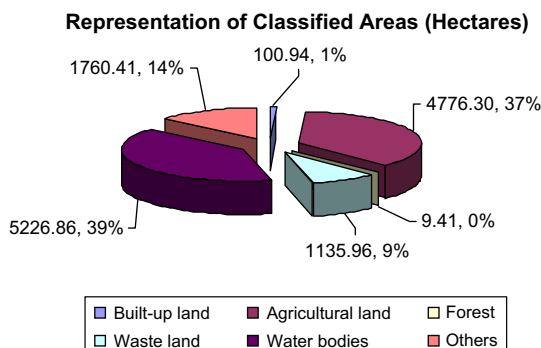 Representation of Classified Areas (Hectares)
100.94, 1%
1760.41, 14%
4776.30, 37%
9.41, 0%
5226.86, 39%
1135.96, 9%
Built-up land Agricultural land Forest
Waste land Water bodies Others